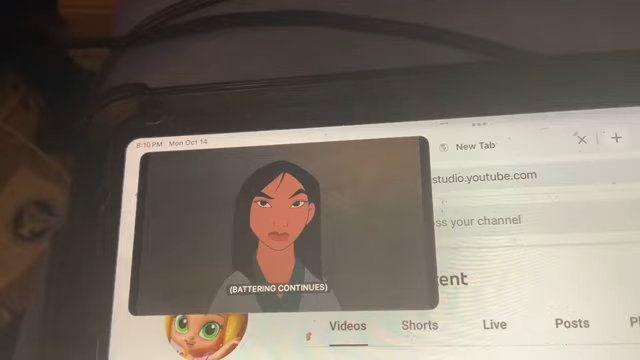 8:10 PM Mon Oct 14
New Tab
studio.youtube.com
ss your channel
(BATTERING CONTINUES)
ent
Videos Shorts Live Posts